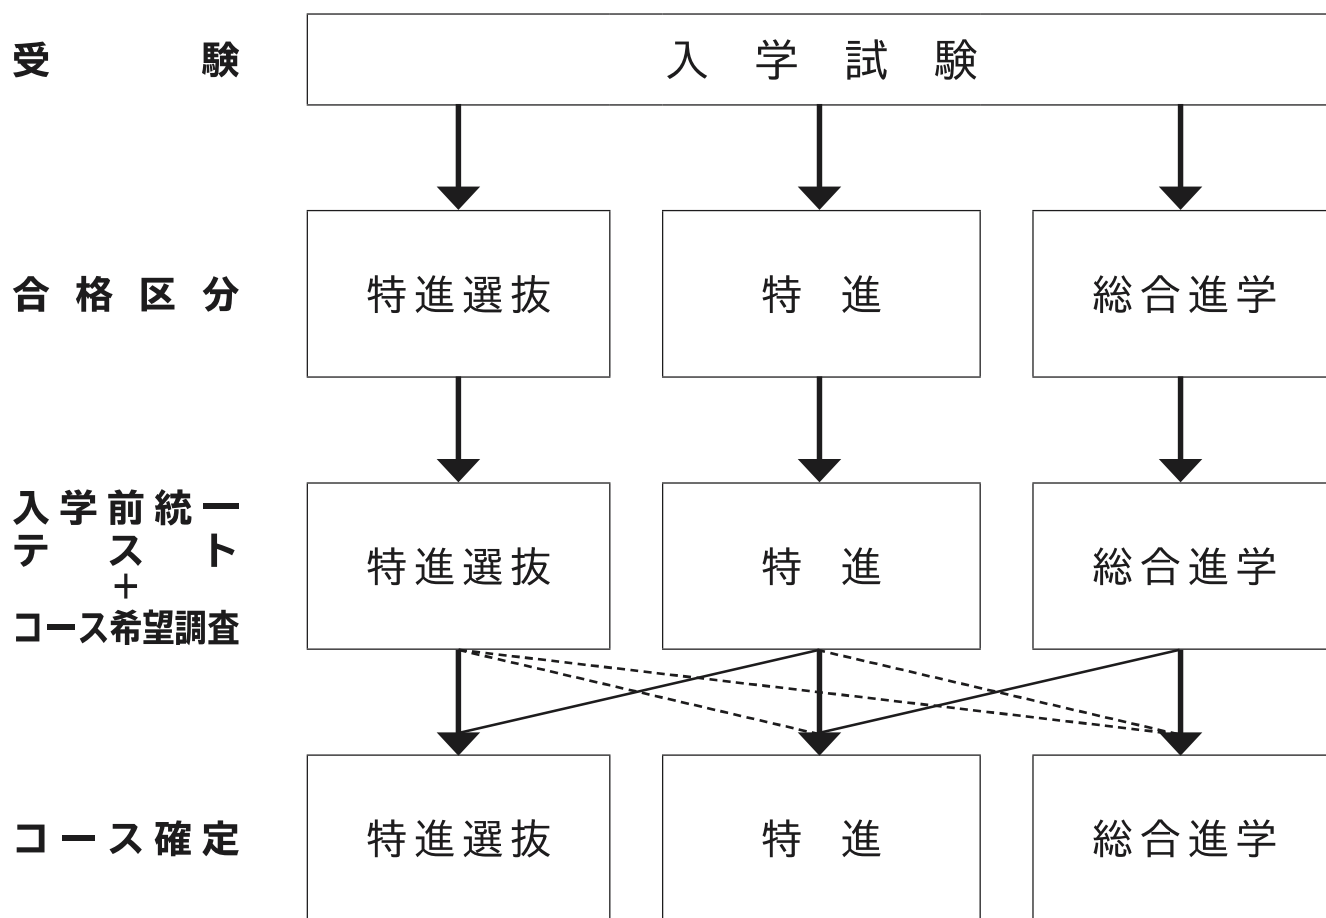 受験
入学試験
合格区分
特進選抜
特進
総合進学
入学前統一
テスト
+
コース希望調査
特進選抜
特進
総合進学
コース確定
特進選抜
特進
総合進学